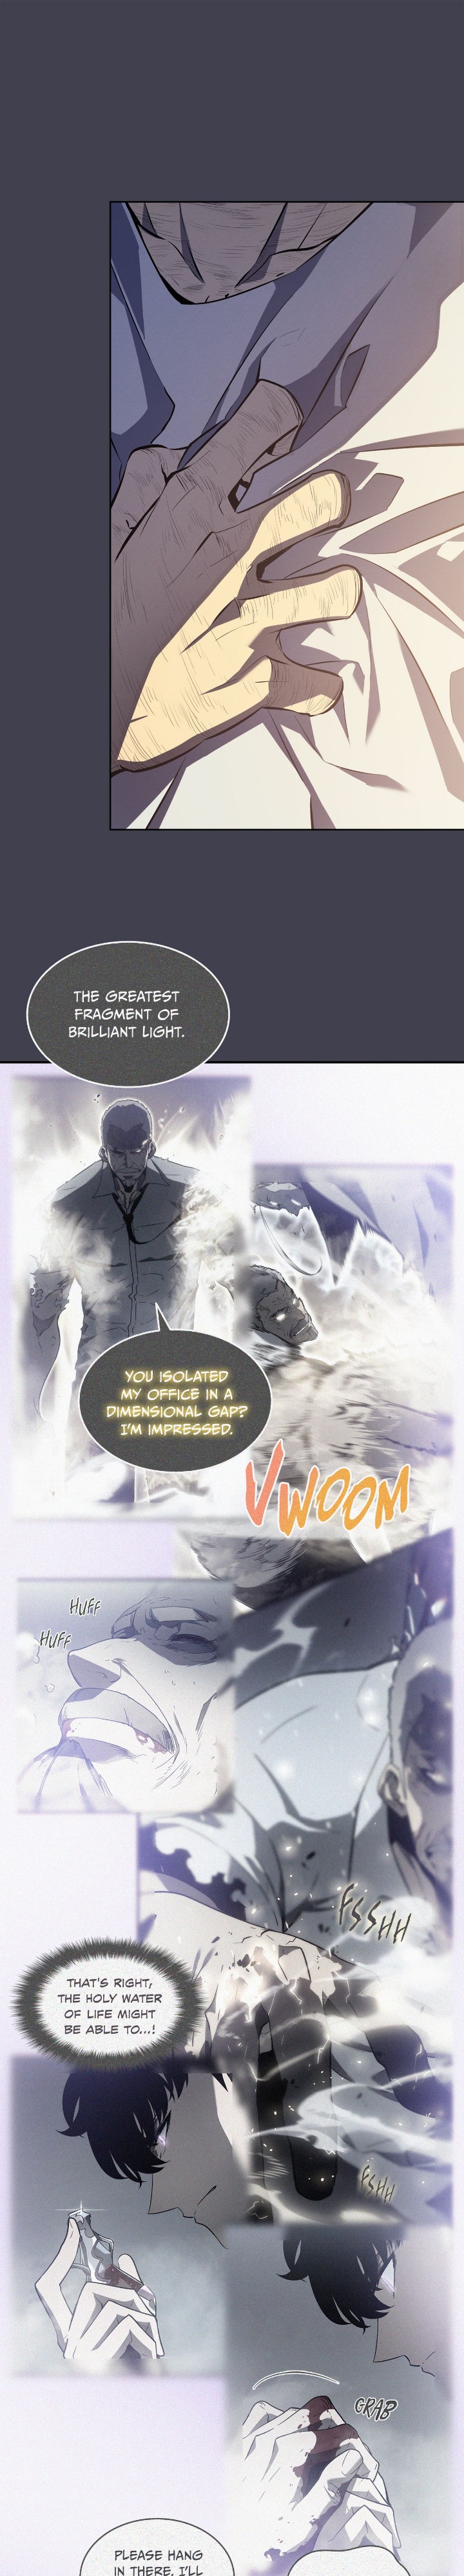 THE GREATEST
FRAGMENT OF
BRILLIANT LIGHT.
YOU ISOLATED
MY OFFICE IN A
DIMENSIONAL GAP?
I'M IMPRESSED.
VWOOM
HUFF
HUFF
FSSHH
THAT'S RIGHT,
THE HOLY WATER
OF LIFE MIGHT
BE ABLE TO...!
FSHH
GRAB
PLEASE HANG
IN THERE. I'LL